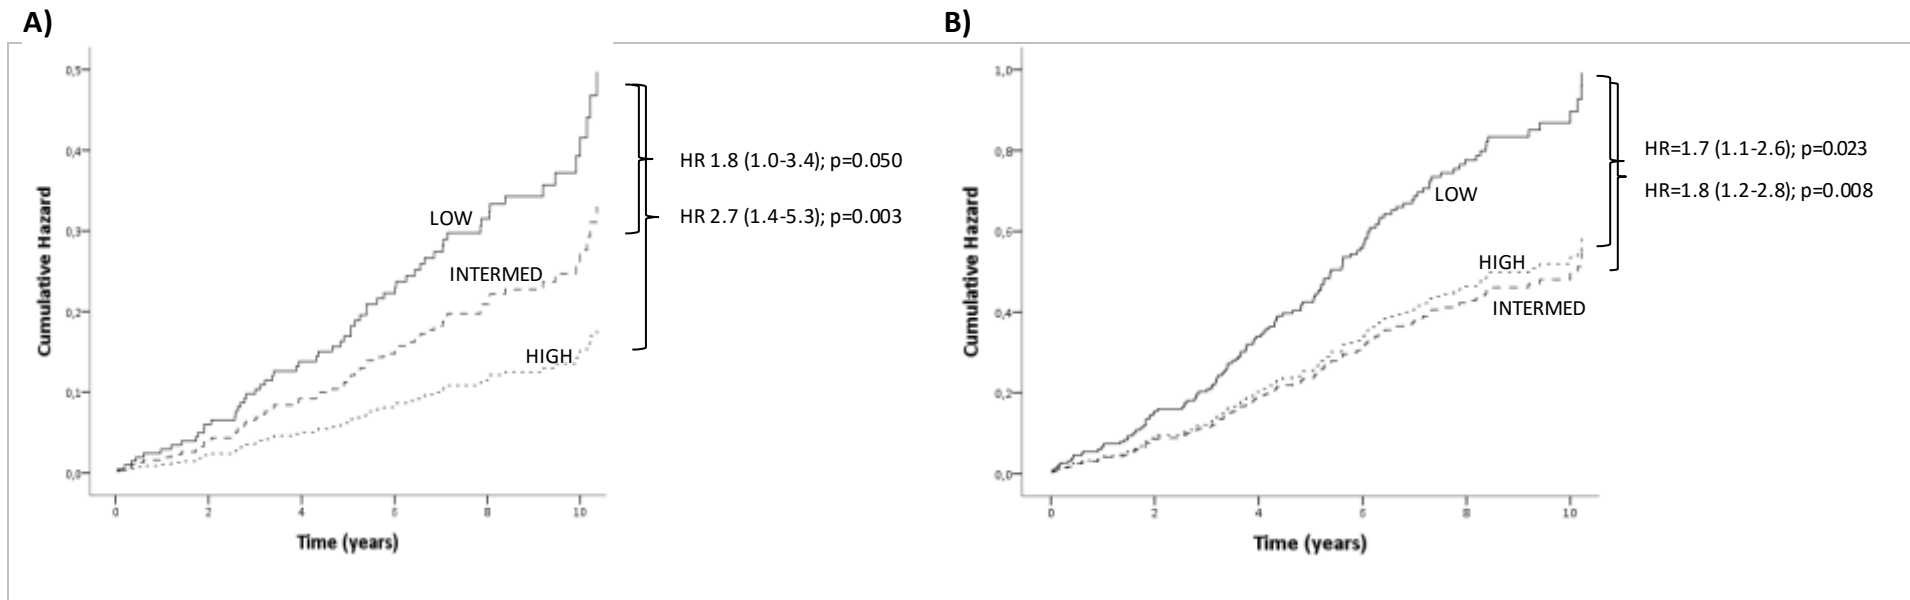 A)
0,5
0,4
0,3
0,2
0,1
0,0
Cumulative Hazard
LOW
INTERMED
HIGH
0 2 4 6 8 10
Time (years)
HR 1.8 (1.0-3.4); p=0.050
HR 2.7 (1.4-5.3); p=0.003
B)
1,0
0,8
0,6
0,4
0,2
0,0
Cumulative Hazard
LOW
HIGH
INTERMED
0 2 4 6 8 10
Time (years)
HR=1.7 (1.1-2.6); p=0.023
HR=1.8 (1.2-2.8); p=0.008